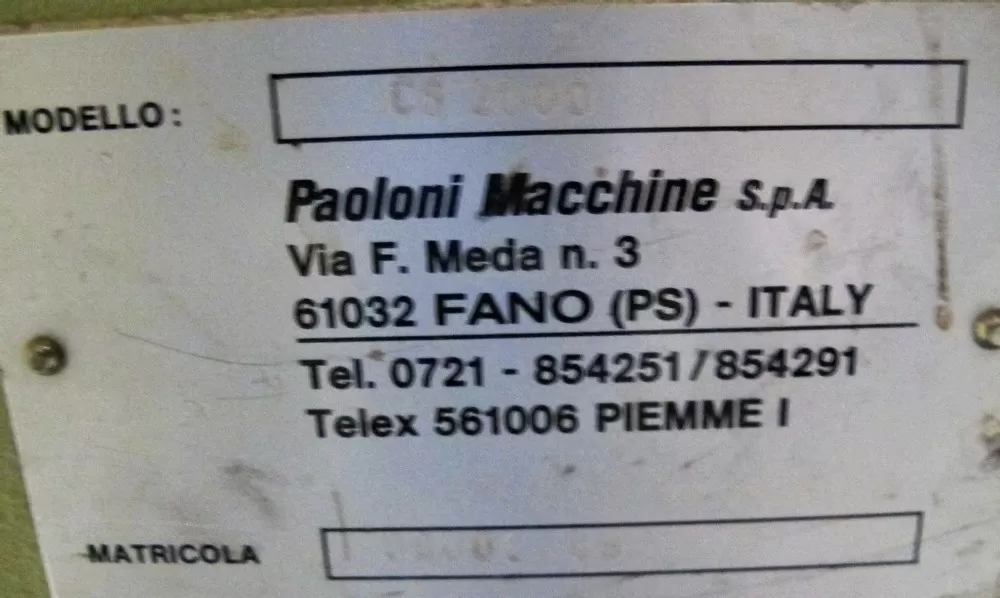 MODELLO:
Paoloni Macchine S.p.A.
Via F. Meda n. 3
61032 FANO (PS) - ITALY
Tel. 0721 - 854251/854291
Telex 561006 PIEMME I
MATRICOLA